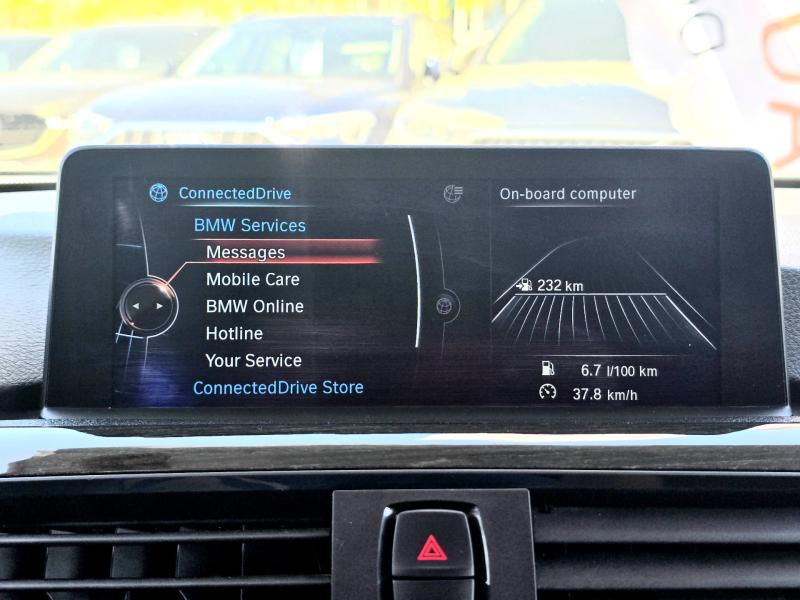 ConnectedDrive
BMW Services
Messages
Mobile Care
BMW Online
Hotline
Your Service
ConnectedDrive Store
On-board computer
232 km
6.7 l/100 km
37.8 km/h